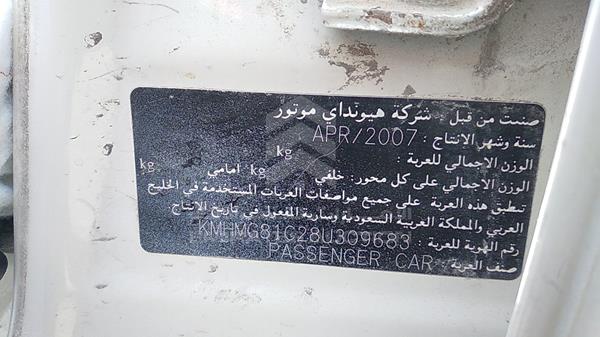 صنعت من قبل : شركة هيونداي موتور
سنة وشهر الانتاج : APR/2007
الوزن الاجمالي للعربة : kg
الوزن الاجمالي على كل محور: خلفي kg امامي kg
تنطبق هذه العربة على جميع مواصفات العربات المستخدمة في الخليج
العربي والمملكة العربية السعودية وسارية المفعول في تاريخ الانتاج
رقم الهوية للعربة : KMHMG81C28U309683
صنف العربة : PASSENGER CAR